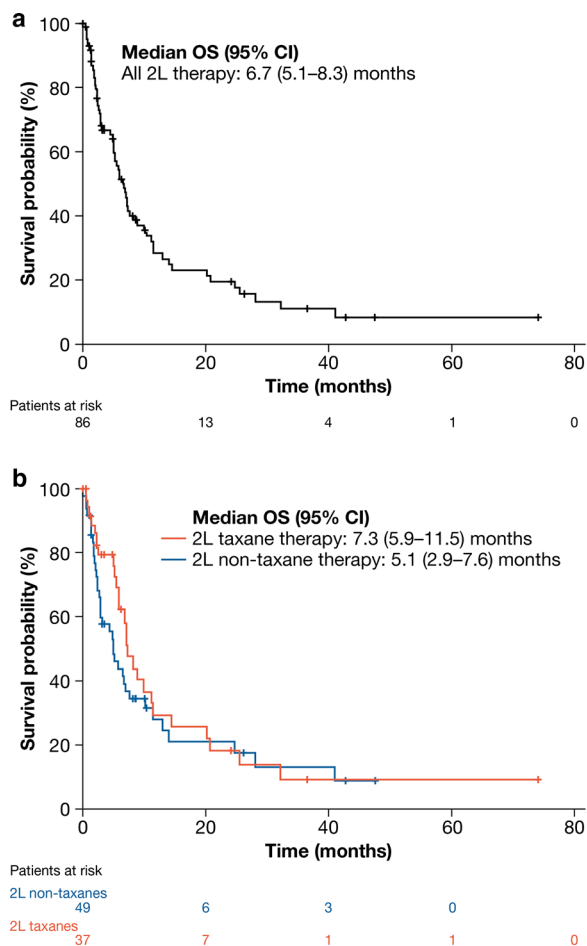 a
Median OS (95% CI)
All 2L therapy: 6.7 (5.1–8.3) months
Survival probability (%)
100
80
60
40
20
0
0 20 40 60 80
Time (months)
Patients at risk
86 13 4 1 0
b
Median OS (95% CI)
2L taxane therapy: 7.3 (5.9–11.5) months
2L non-taxane therapy: 5.1 (2.9–7.6) months
Survival probability (%)
100
80
60
40
20
0
0 20 40 60 80
Time (months)
Patients at risk
2L non-taxanes
49 6 3 0
2L taxanes
37 7 1 1 0